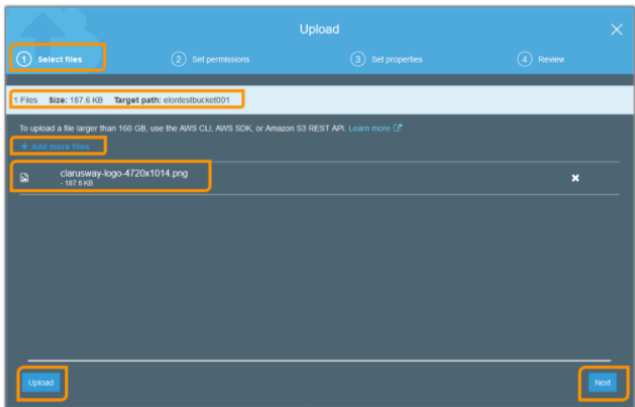 Upload
1 Select files 2 Set permissions 3 Set properties 4 Review
1 Files Size: 187.6 KB Target path: elontestbucket001
To upload a file larger than 160 GB, use the AWS CLI, AWS SDK, or Amazon S3 REST API. Learn more
+ Add more files
clarusway-logo-4720x1014.png
- 187.6 KB
Upload Next